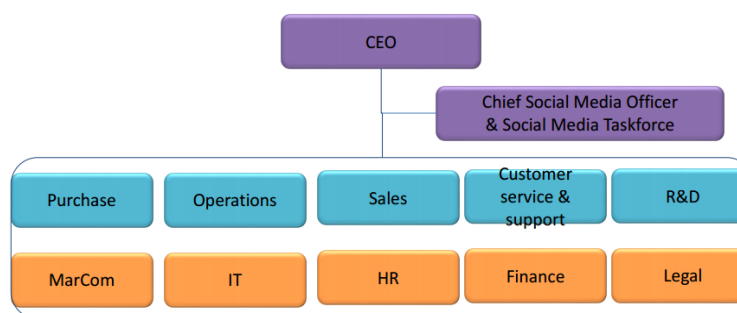 CEO
Chief Social Media Officer
& Social Media Taskforce
Purchase
Operations
Sales
Customer
service &
support
R&D
MarCom
IT
HR
Finance
Legal